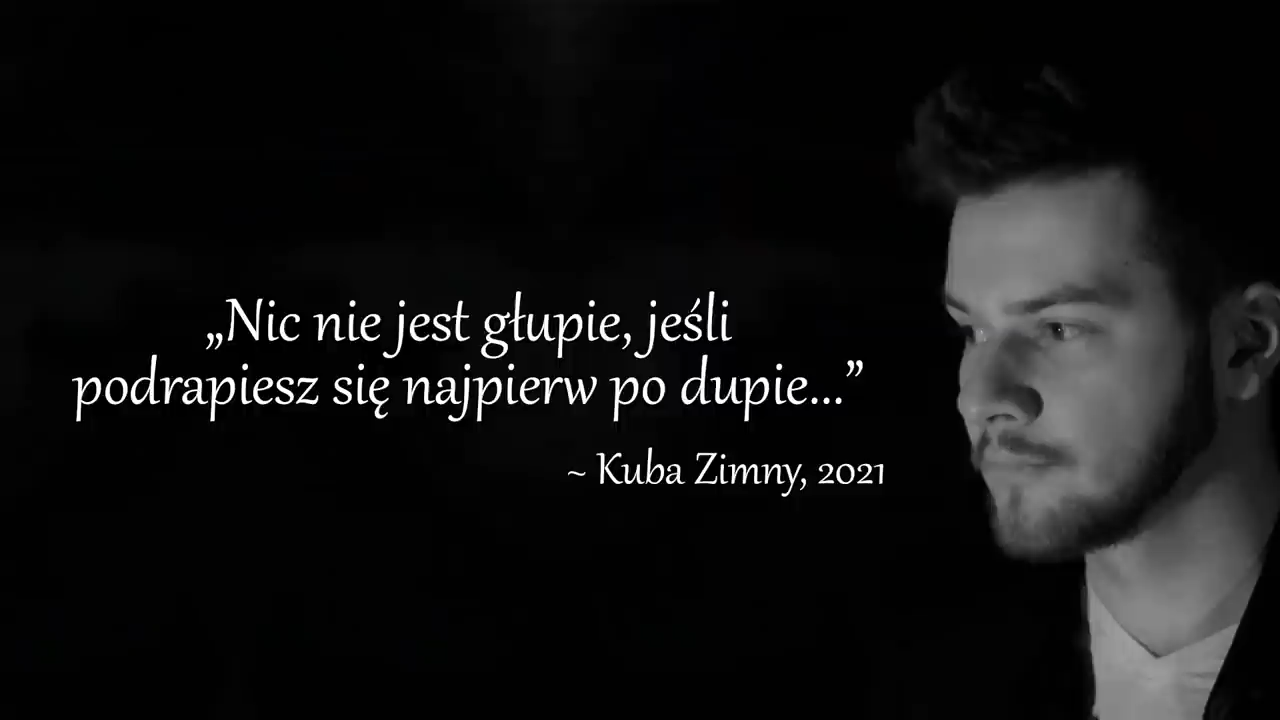 „Nic nie jest głupie, jeśli
podrapiesz się najpierw po dupie...”
~ Kuba Zimny, 2021